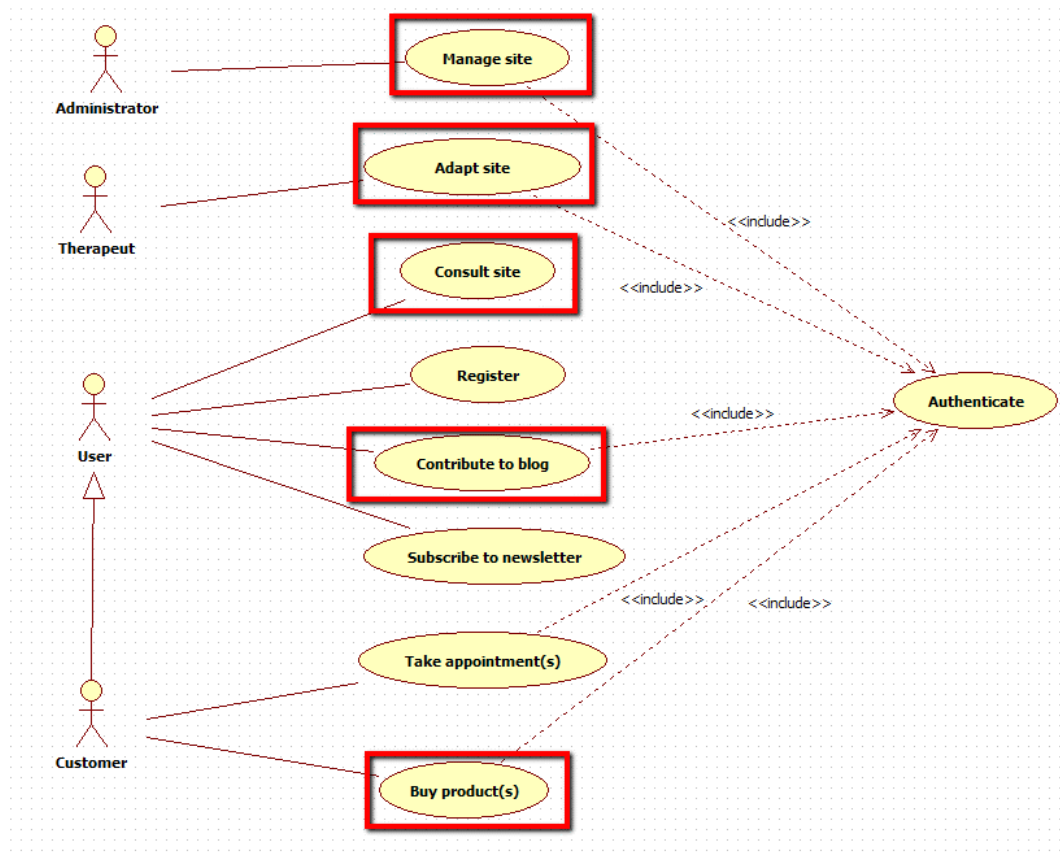 Manage site
Administrator
Adapt site
<<include>>
Therapeut
Consult site
<<include>>
Register
Authenticate
<<include>>
User
Contribute to blog
Subscribe to newsletter
<<include>>
<<include>>
Take appointment(s)
Customer
Buy product(s)